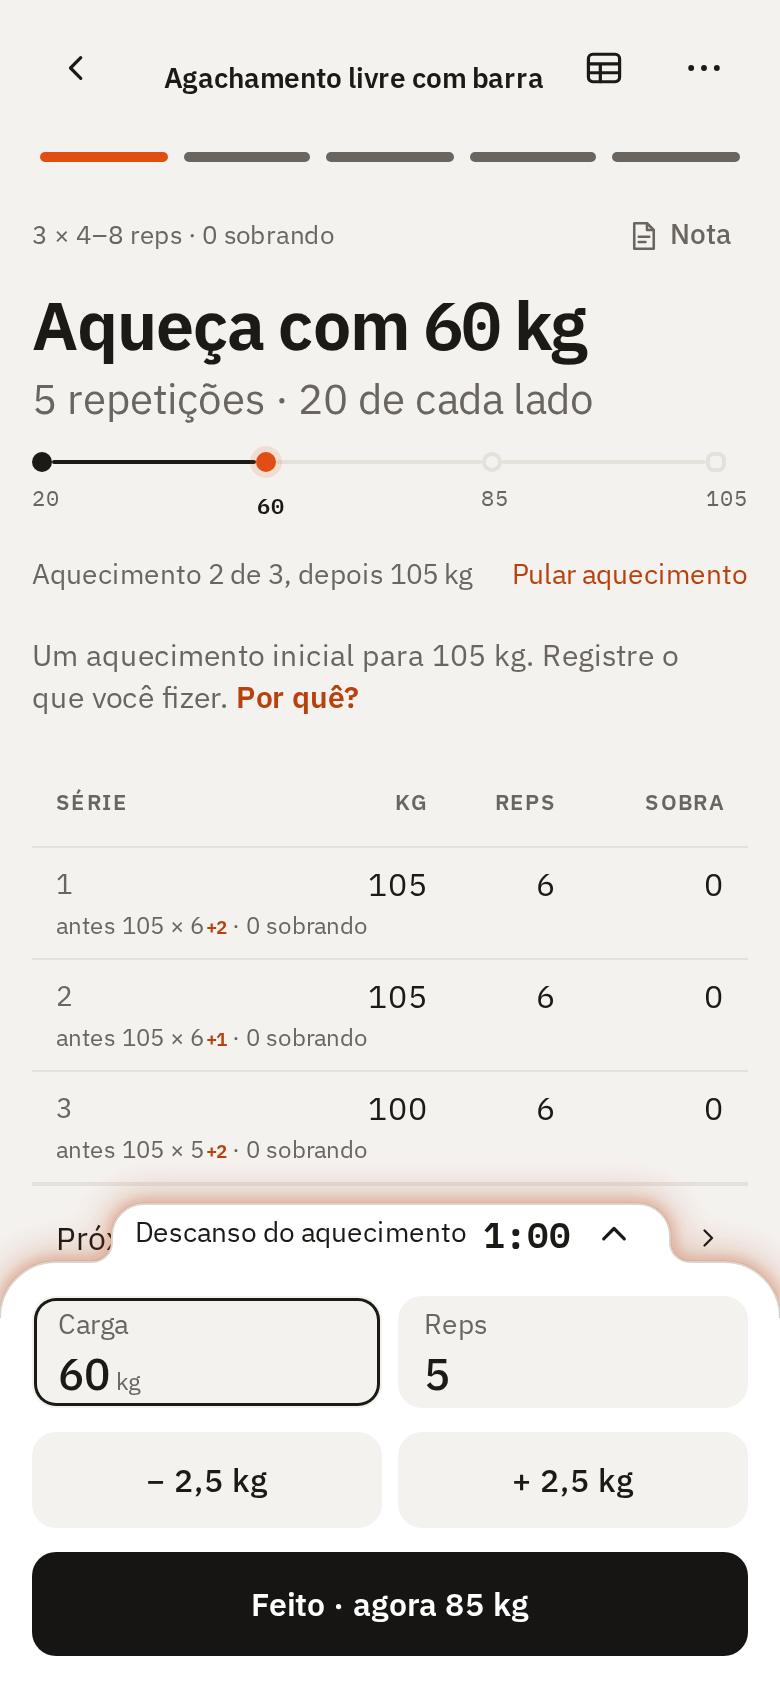 Agachamento livre com barra
3 × 4–8 reps · 0 sobrando
Nota
Aqueça com 60 kg
5 repetições · 20 de cada lado
20
60
85
105
Aquecimento 2 de 3, depois 105 kg
Pular aquecimento
Um aquecimento inicial para 105 kg. Registre o
que você fizer. Por quê?
SÉRIE KG REPS SOBRA
1 105 6 0
antes 105 × 6 +2 · 0 sobrando
2 105 6 0
antes 105 × 6 +1 · 0 sobrando
3 100 6 0
antes 105 × 5 +2 · 0 sobrando
Descanso do aquecimento 1:00
Carga
60 kg
Reps
5
– 2,5 kg
+ 2,5 kg
Feito · agora 85 kg